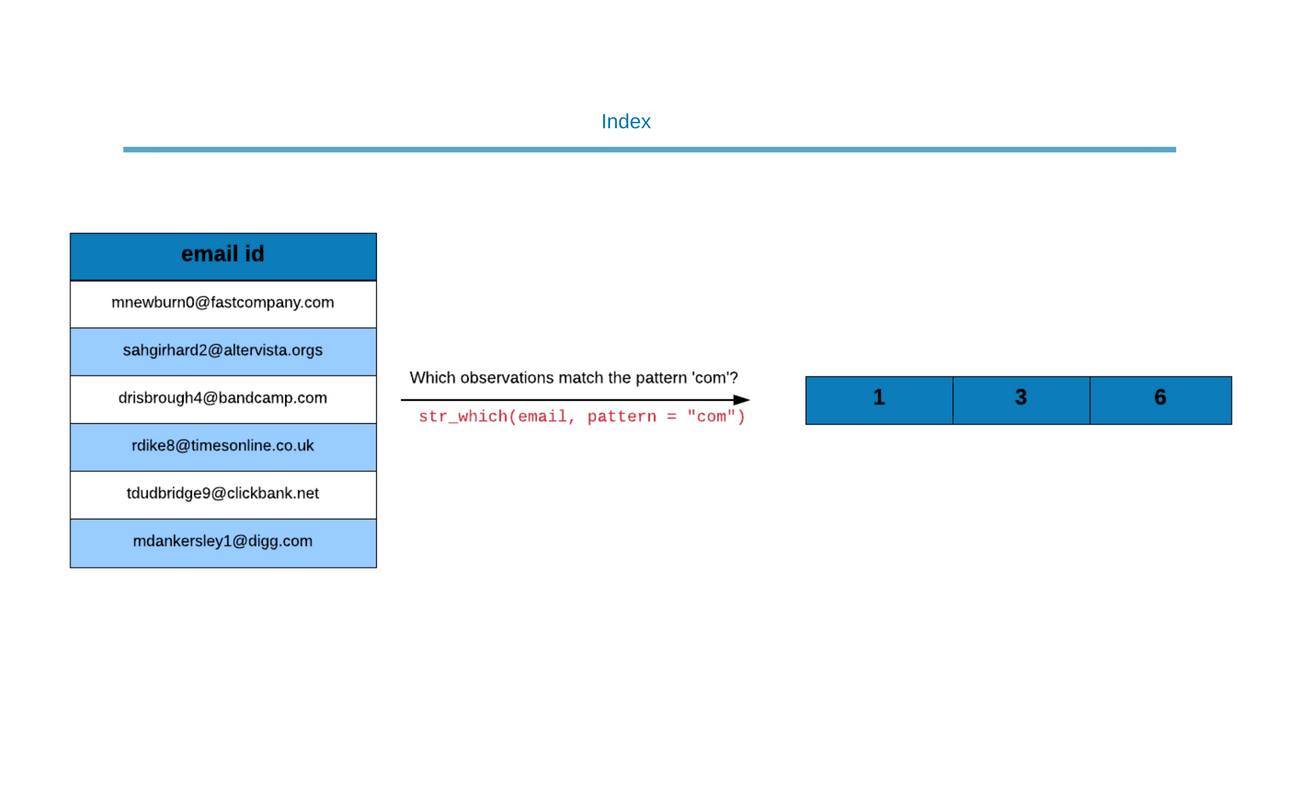 Index
email id
mnewburn0@fastcompany.com
sahgirhard2@altervista.orgs
drisbrough4@bandcamp.com
rdike8@timesonline.co.uk
tdudbridge9@clickbank.net
mdankersley1@digg.com
Which observations match the pattern 'com'?
str_which(email, pattern = "com")
1 3 6